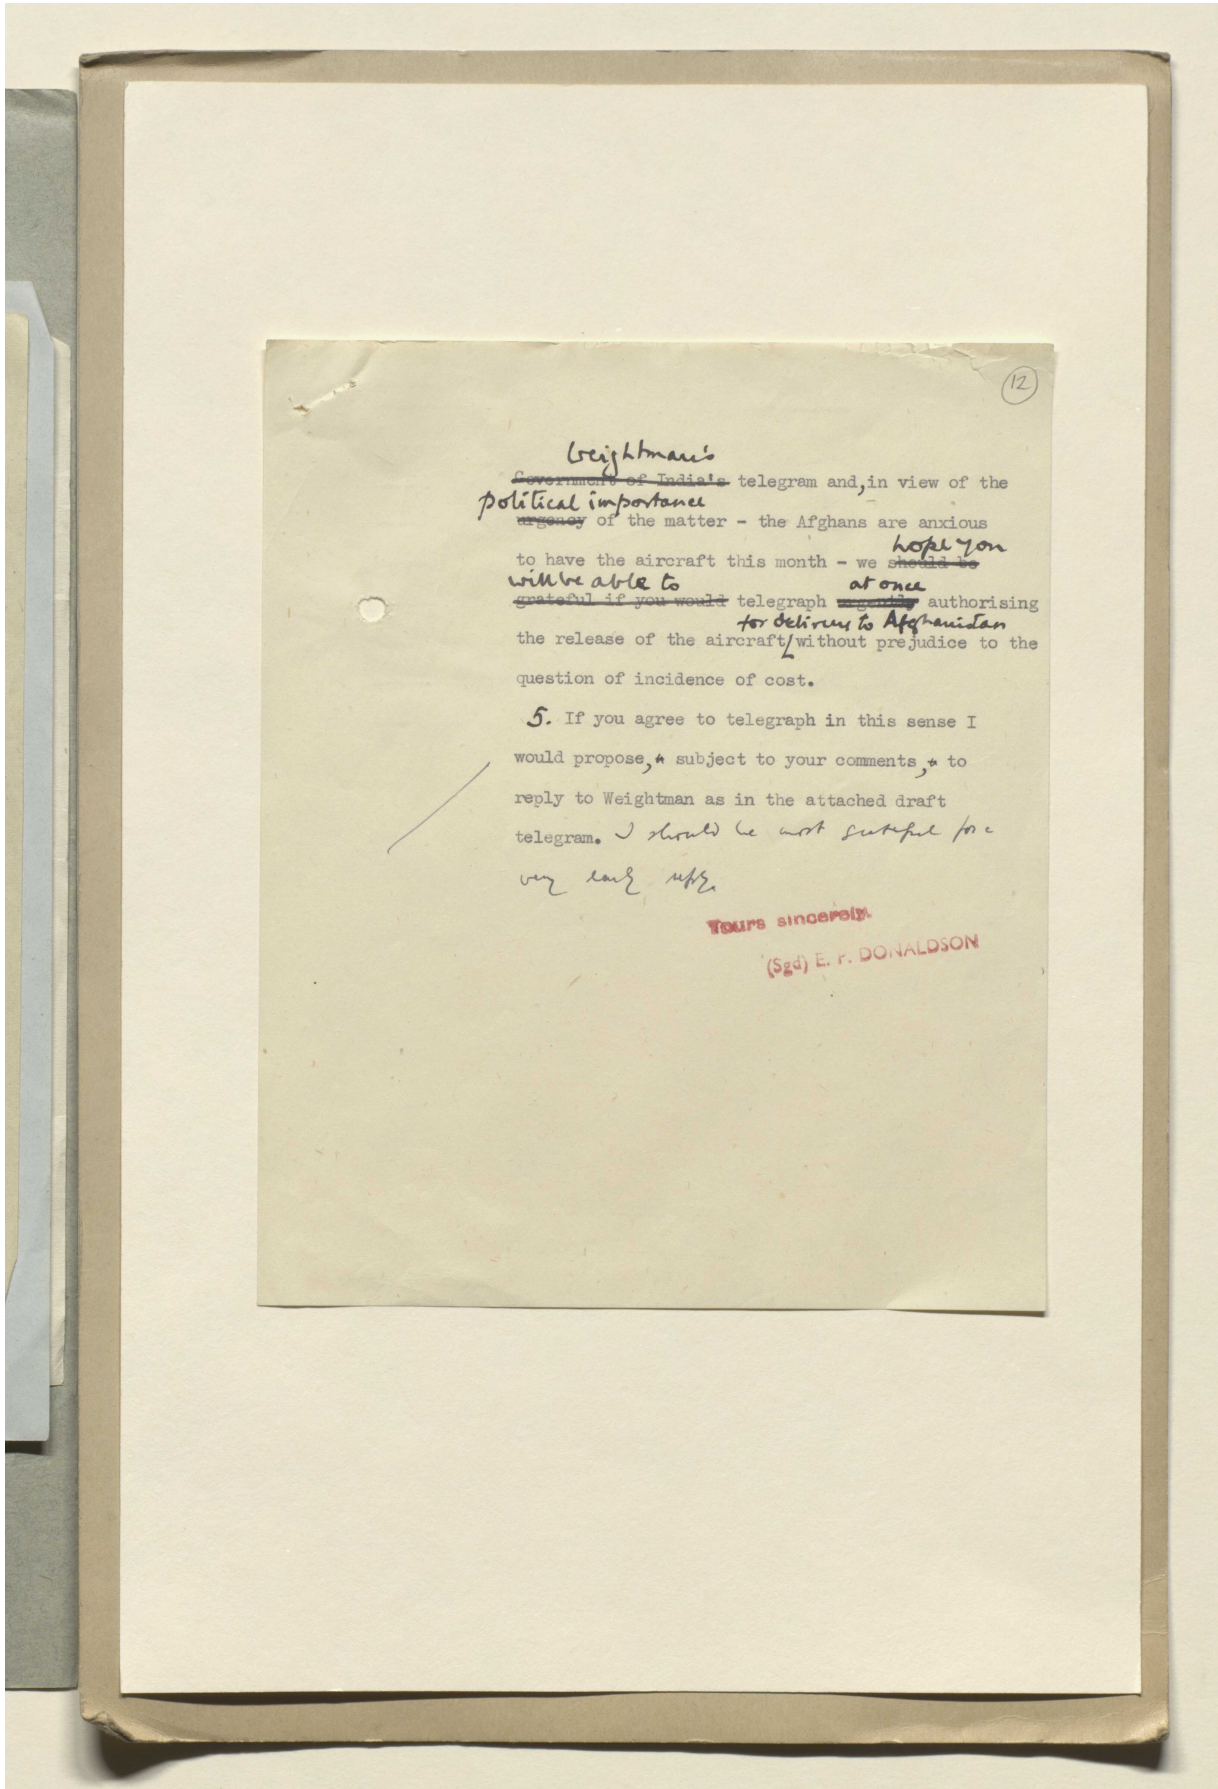 12
Weightman's
Government of India's telegram and, in view of the
political importance
urgency of the matter - the Afghans are anxious
hope you
to have the aircraft this month - we should be
will be able to at once
grateful if you would telegraph urgently authorising
for delivery to Afghanistan
the release of the aircraft without prejudice to the
question of incidence of cost.
5. If you agree to telegraph in this sense I
would propose, subject to your comments, to
reply to Weightman as in the attached draft
telegram. I should be most grateful for a
very early reply.
Yours sincerely.
(Sgd) E. P. DONALDSON